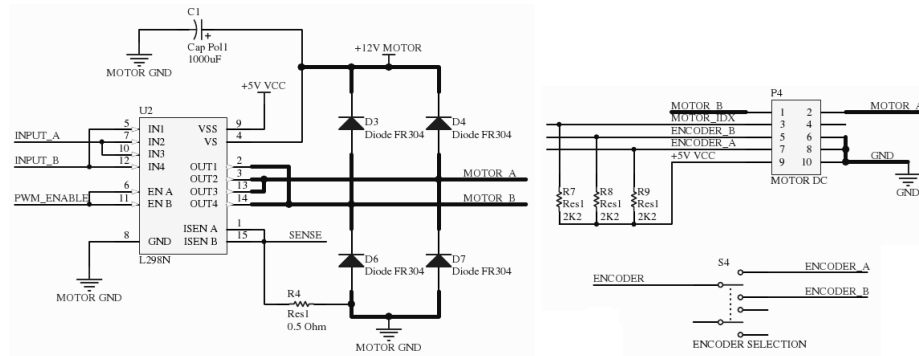 C1
Cap Pol1
1000uF
MOTOR GND
+12V MOTOR
+5V VCC
U2
INPUT_A
INPUT_B
PWM_ENABLE
5 IN1
7 IN2
10 IN3
12 IN4
6 EN A
11 EN B
8 GND
VSS 9
VS 4
OUT1 2
OUT2 3
OUT3 13
OUT4 14
ISEN A 1
ISEN B 15
L298N
MOTOR GND
SENSE
R4
Res1
0.5 Ohm
D3
Diode FR304
D4
Diode FR304
MOTOR_A
MOTOR_B
D6
Diode FR304
D7
Diode FR304
MOTOR GND
P4
MOTOR_B
MOTOR_IDX
ENCODER_B
ENCODER_A
+5V VCC
1 2
3 4
5 6
7 8
9 10
MOTOR DC
MOTOR_A
GND
GND
R7
Res1
2K2
R8
Res1
2K2
R9
Res1
2K2
S4
ENCODER
ENCODER_A
ENCODER_B
ENCODER SELECTION